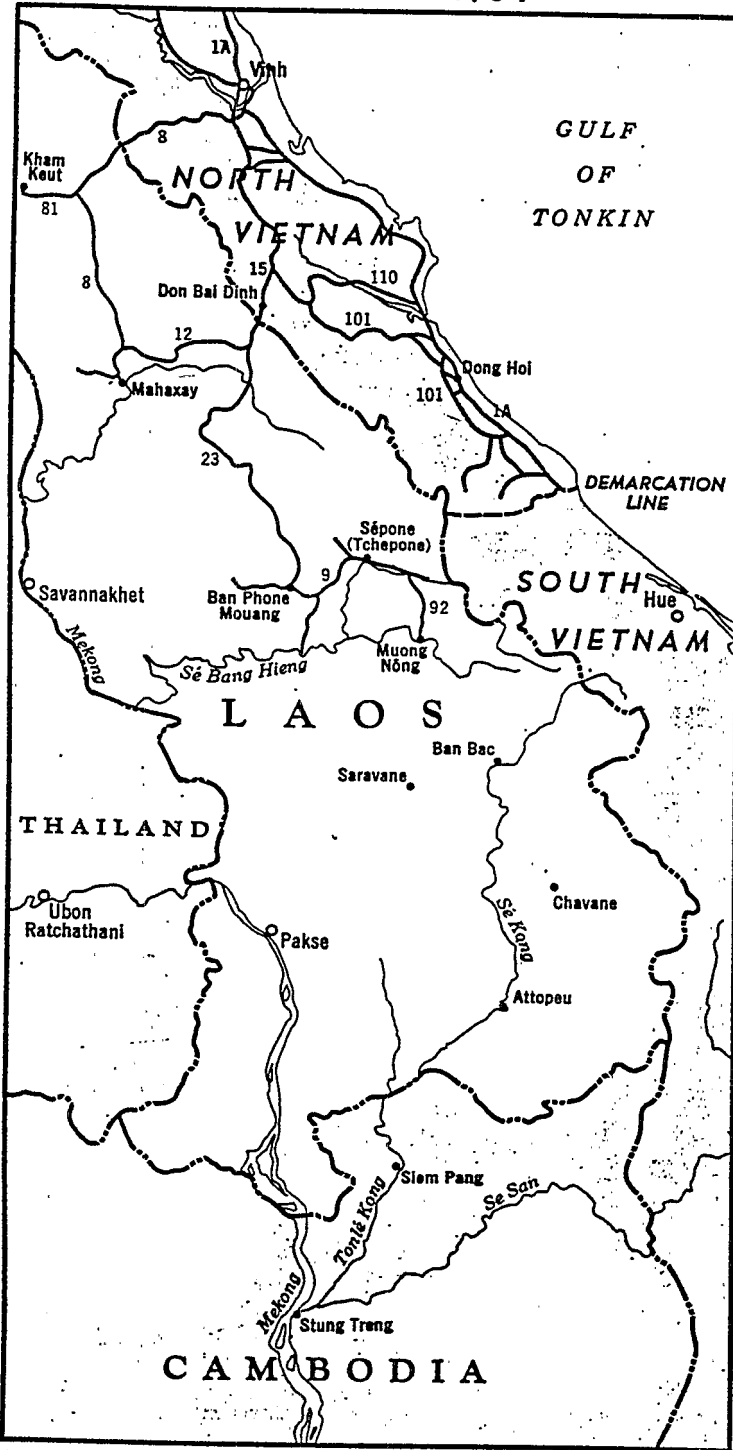 1A
Vinh
GULF
OF
TONKIN
8
Kham
Keut
81
NORTH
VIETNAM
15
110
8
Don Bai Dinh
101
12
Dong Hoi
Mahaxay
101
1A
23
DEMARCATION
LINE
Sépone
(Tchepone)
9
SOUTH
Hue
VIETNAM
Savannakhet
Ban Phone
Mouang
92
Mekong
Muong
Nông
Sé Bang Hieng
LAOS
Ban Bac
Saravane
THAILAND
Chavane
Ubon
Ratchathani
Sé Kong
Pakse
Attopeu
Siem Pang
Se San
Tonlé Kong
Mekong
Stung Treng
CAMBODIA